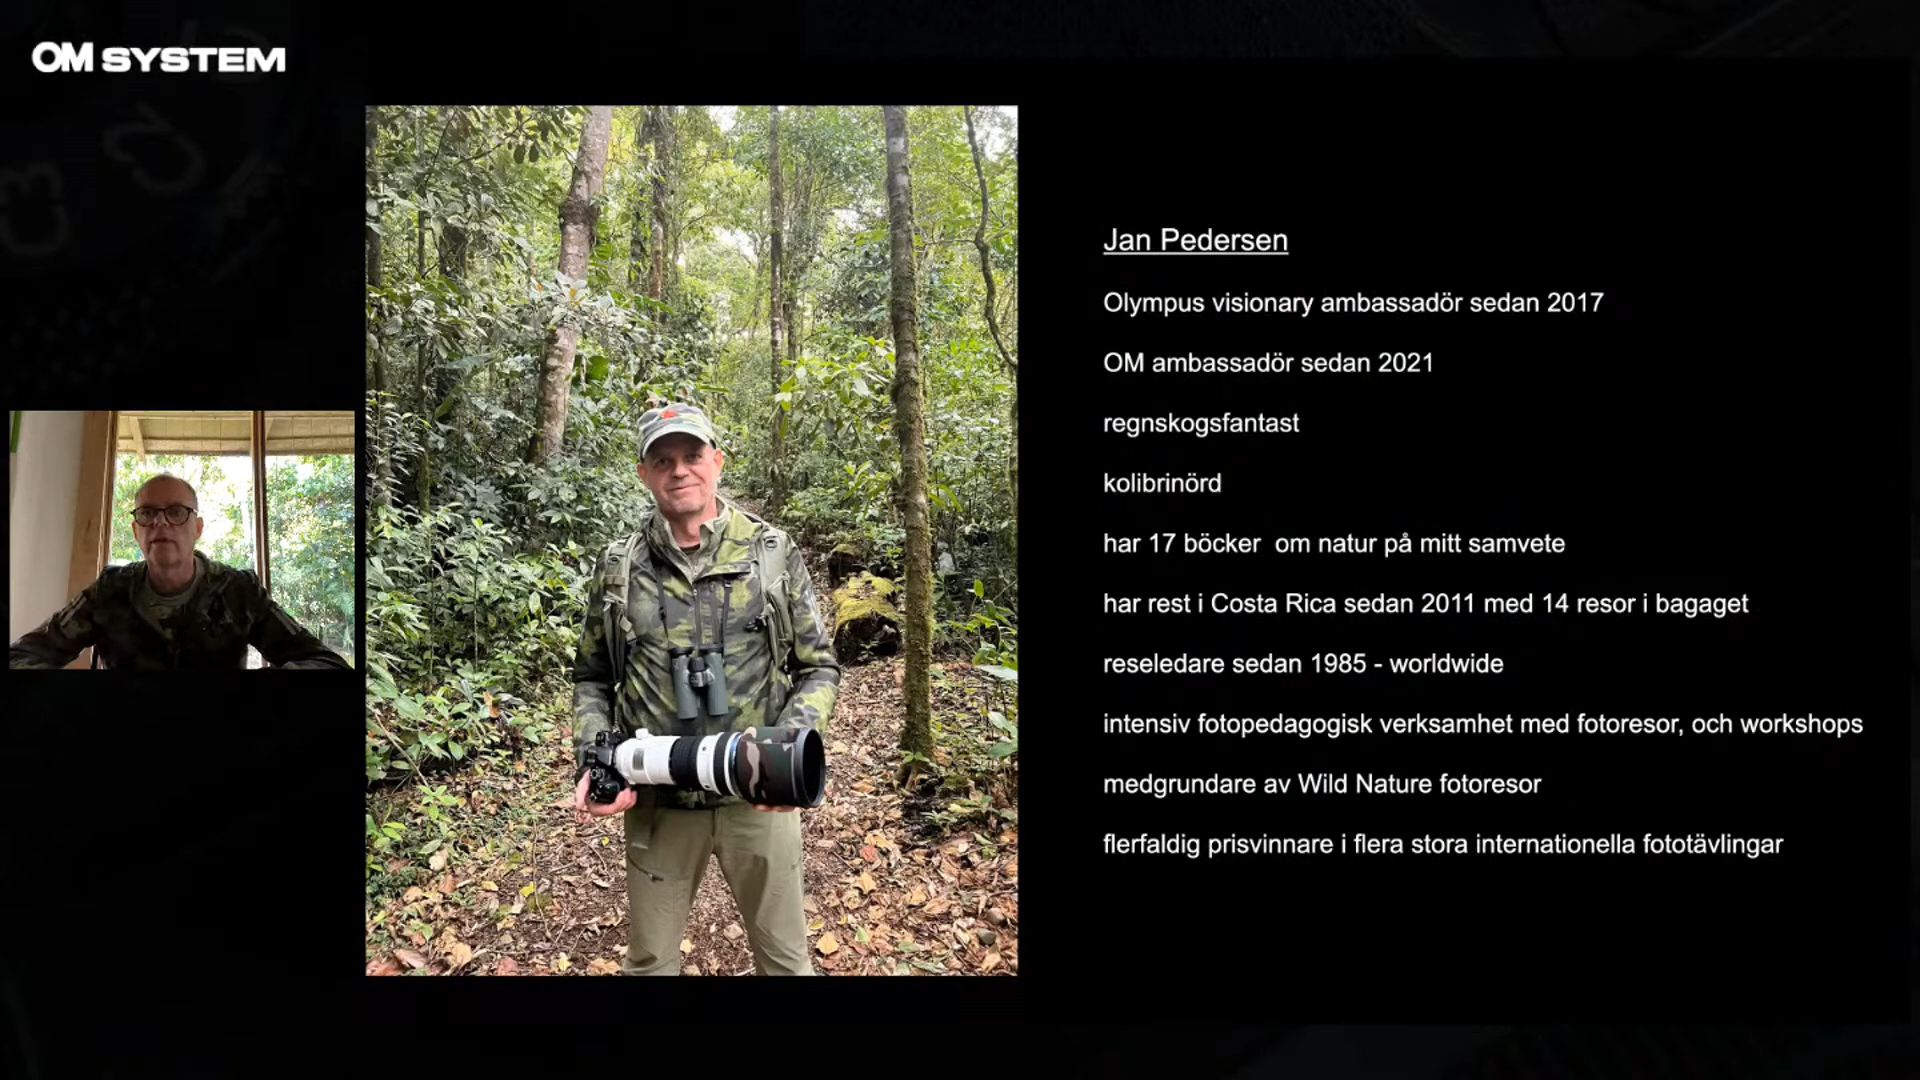 OM SYSTEM
Jan Pedersen
Olympus visionary ambassadör sedan 2017
OM ambassadör sedan 2021
regnskogsfantast
kolibrinörd
har 17 böcker  om natur på mitt samvete
har rest i Costa Rica sedan 2011 med 14 resor i bagaget
reseledare sedan 1985 - worldwide
intensiv fotopedagogisk verksamhet med fotoresor, och workshops
medgrundare av Wild Nature fotoresor
flerfaldig prisvinnare i flera stora internationella fototävlingar